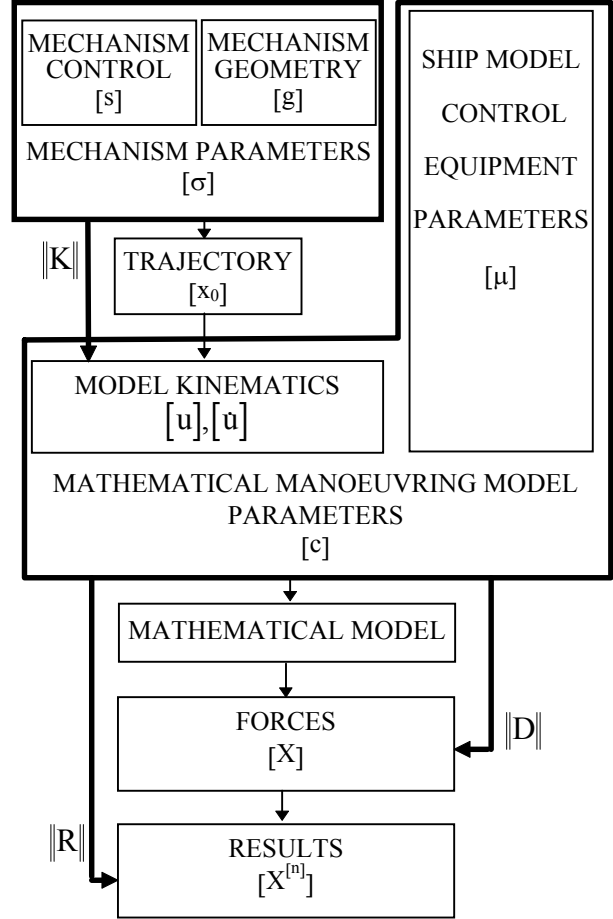 MECHANISM
CONTROL
[s]
MECHANISM
GEOMETRY
[g]
MECHANISM PARAMETERS
[σ]
SHIP MODEL
CONTROL
EQUIPMENT
PARAMETERS
[μ]
‖K‖
TRAJECTORY
[x₀]
MODEL KINEMATICS
[u],[u̇]
MATHEMATICAL MANOEUVRING MODEL
PARAMETERS
[c]
MATHEMATICAL MODEL
FORCES
[X]
‖D‖
‖R‖
RESULTS
[X^[n]]